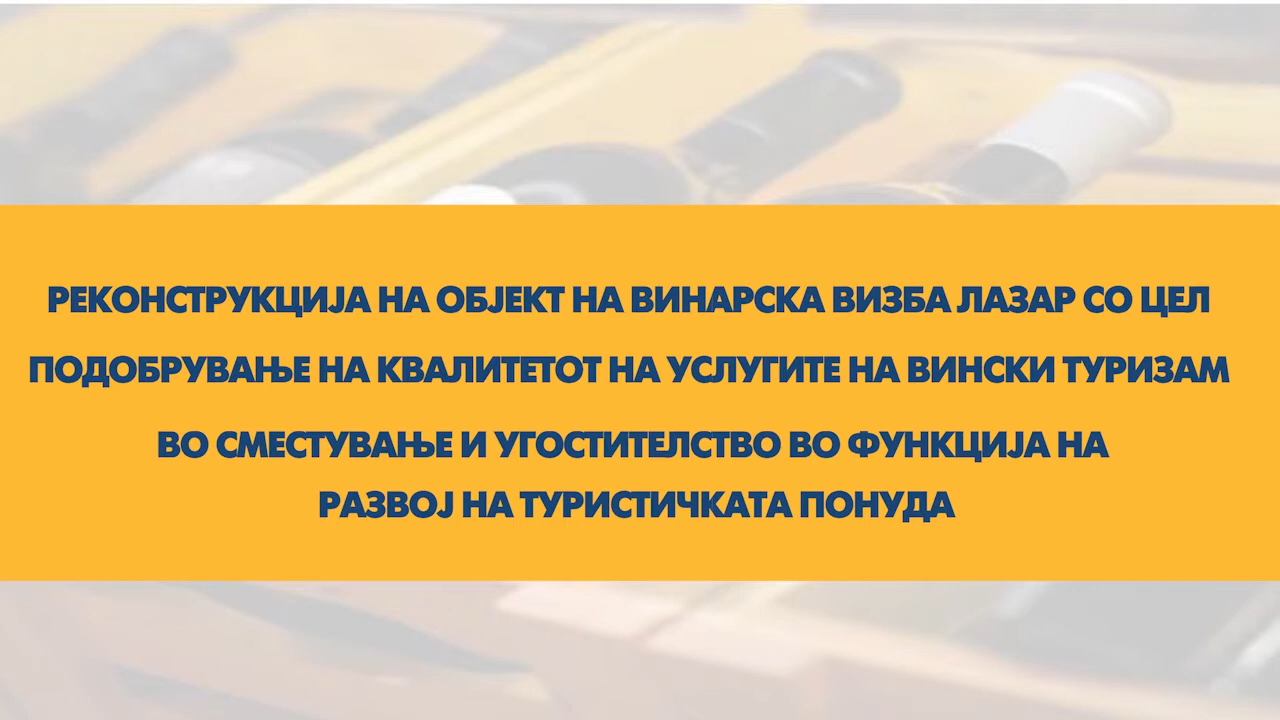 РЕКОНСТРУКЦИЈА НА ОБЈЕКТ НА ВИНАРСКА ВИЗБА ЛАЗАР СО ЦЕЛ
ПОДОБРУВАЊЕ НА КВАЛИТЕТОТ НА УСЛУГИТЕ НА ВИНСКИ ТУРИЗАМ
ВО СМЕСТУВАЊЕ И УГОСТИТЕЛСТВО ВО ФУНКЦИЈА НА
РАЗВОЈ НА ТУРИСТИЧКАТА ПОНУДА